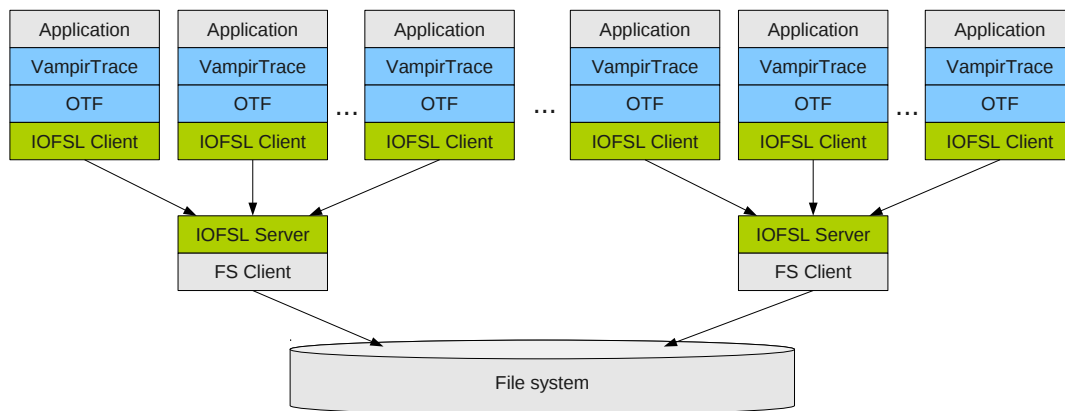 Application Application Application Application Application Application
VampirTrace VampirTrace VampirTrace VampirTrace VampirTrace VampirTrace
OTF OTF ... OTF ... OTF OTF ... OTF
IOFSL Client IOFSL Client IOFSL Client IOFSL Client IOFSL Client IOFSL Client
IOFSL Server IOFSL Server
FS Client FS Client
File system